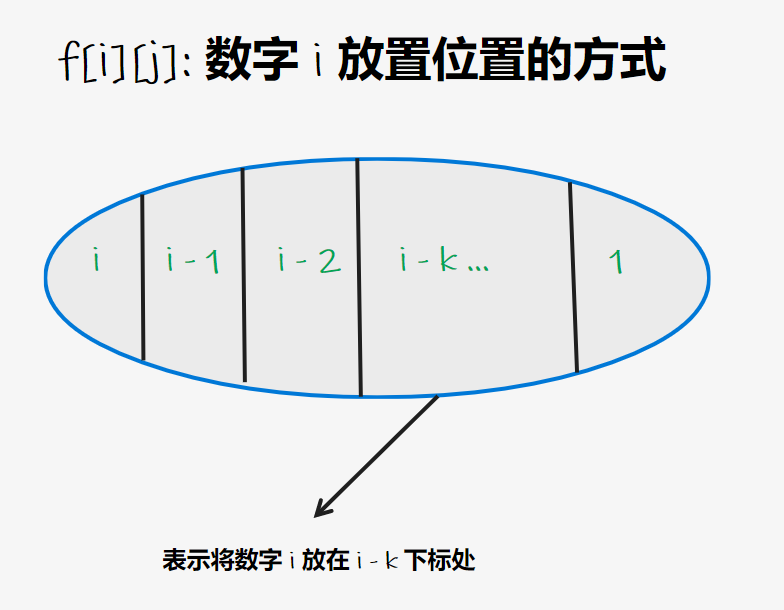 f[i][j]: 数字 i 放置位置的方式
i i - 1 i - 2 i - k ... 1
表示将数字 i 放在 i - k 下标处